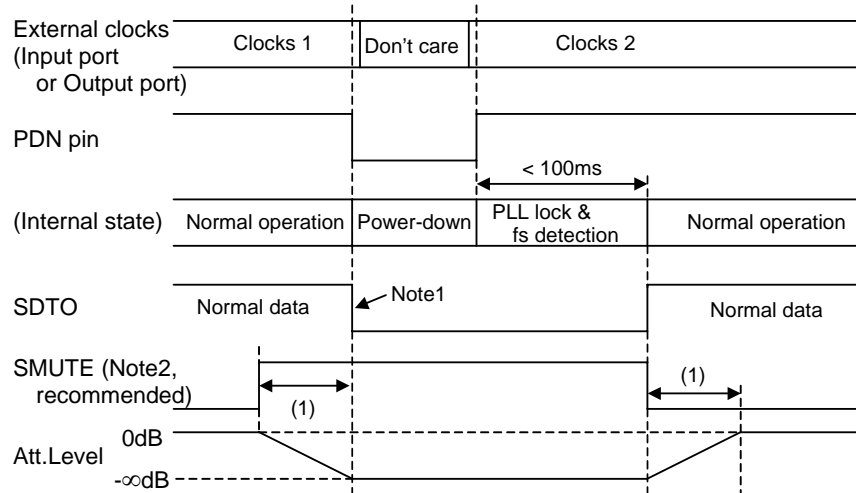 External clocks
(Input port
or Output port)
Clocks 1
Don't care
Clocks 2
PDN pin
< 100ms
(Internal state)
Normal operation
Power-down
PLL lock &
fs detection
Normal operation
SDTO
Normal data
Note1
Normal data
SMUTE (Note2,
recommended)
(1)
(1)
0dB
Att.Level
-∞dB